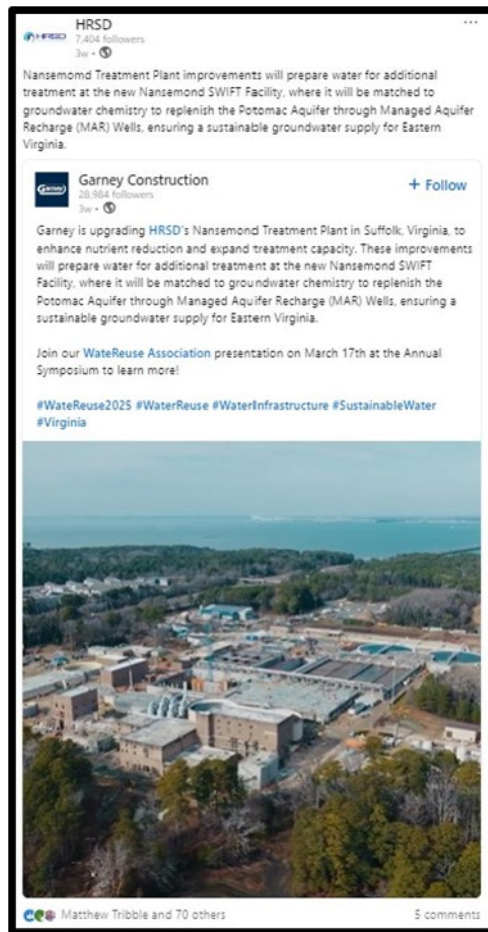 HRSD
HRSD
7,404 followers
3w •
Nansemomd Treatment Plant improvements will prepare water for additional
treatment at the new Nansemond SWIFT Facility, where it will be matched to
groundwater chemistry to replenish the Potomac Aquifer through Managed Aquifer
Recharge (MAR) Wells, ensuring a sustainable groundwater supply for Eastern
Virginia.
GARNEY
Garney Construction
+ Follow
28,984 followers
3w •
Garney is upgrading HRSD's Nansemond Treatment Plant in Suffolk, Virginia, to
enhance nutrient reduction and expand treatment capacity. These improvements
will prepare water for additional treatment at the new Nansemond SWIFT
Facility, where it will be matched to groundwater chemistry to replenish the
Potomac Aquifer through Managed Aquifer Recharge (MAR) Wells, ensuring a
sustainable groundwater supply for Eastern Virginia.
Join our WateReuse Association presentation on March 17th at the Annual
Symposium to learn more!
#WateReuse2025 #WaterReuse #WaterInfrastructure #SustainableWater
#Virginia
Matthew Tribble and 70 others
5 comments